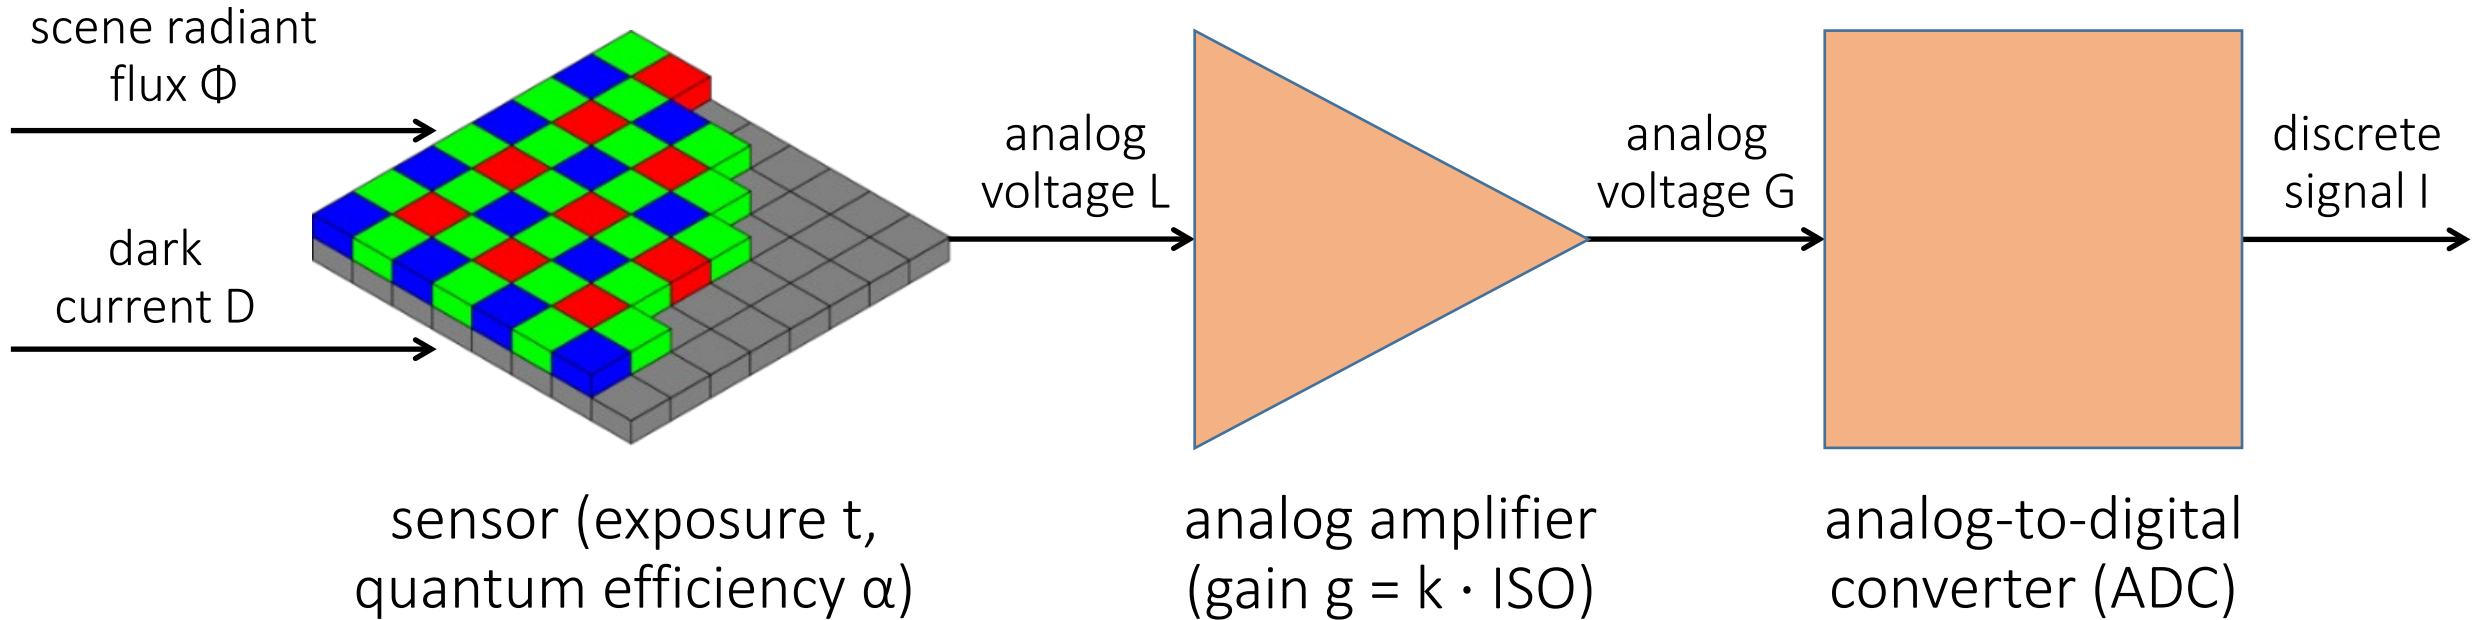 scene radiant
flux Φ
dark
current D
analog
voltage L
analog
voltage G
discrete
signal I
sensor (exposure t,
quantum efficiency α)
analog amplifier
(gain g = k · ISO)
analog-to-digital
converter (ADC)